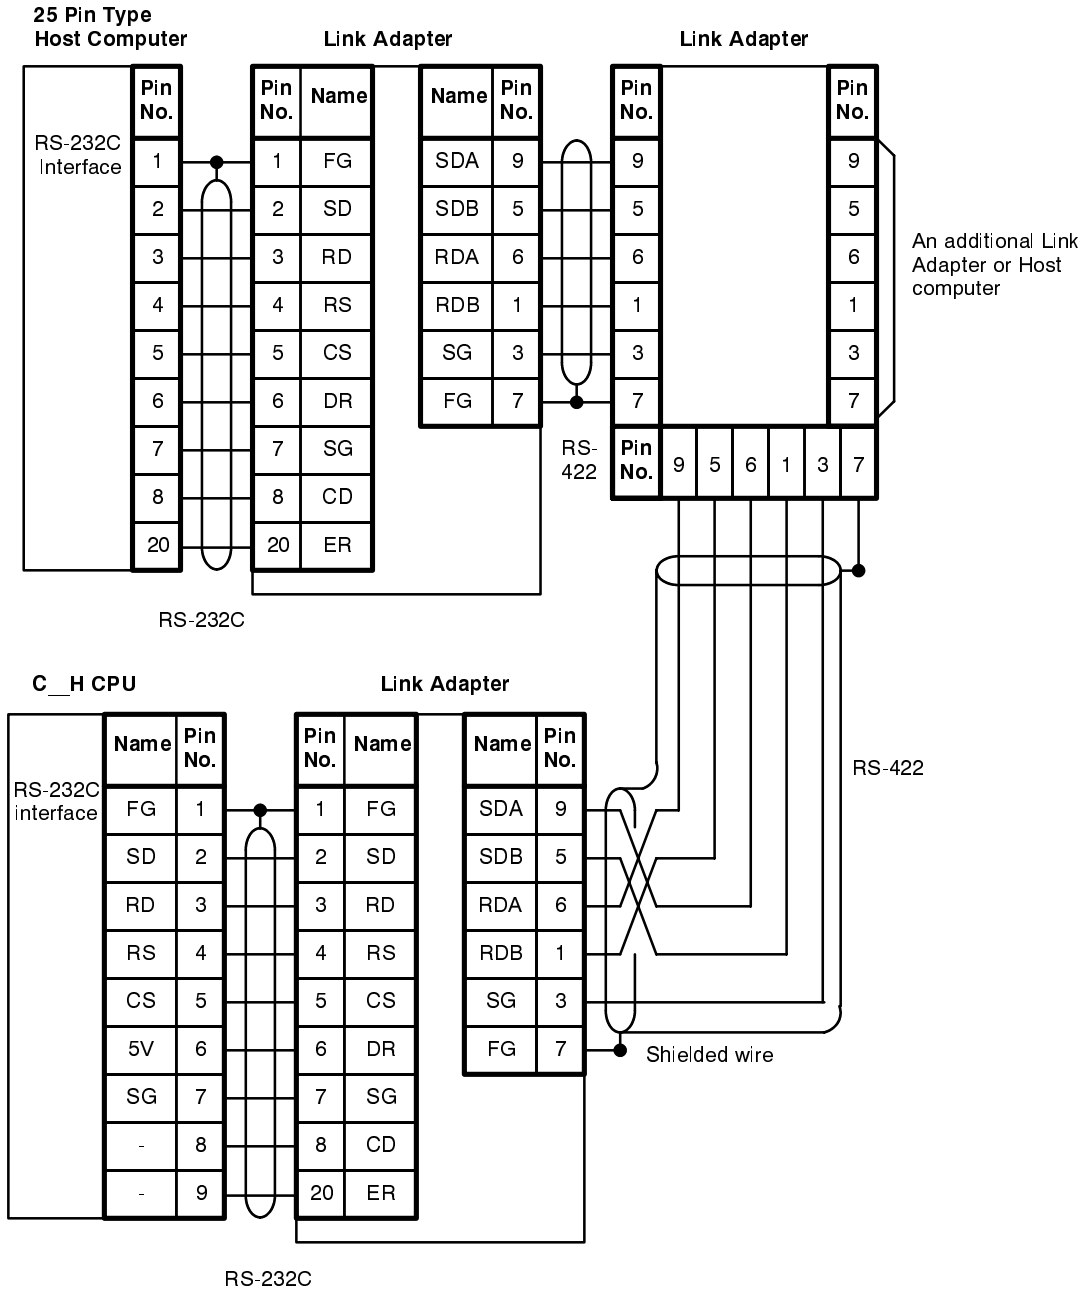 25 Pin Type
Host Computer
Link Adapter
Link Adapter
Pin No.
Pin No. Name
Name Pin No.
Pin No.
Pin No.
RS-232C
Interface
1 1 FG SDA 9 9 9
2 2 SD SDB 5 5 5
3 3 RD RDA 6 6 6
4 4 RS RDB 1 1 1
5 5 CS SG 3 3 3
6 6 DR FG 7 7 7
7 7 SG
8 8 CD
20 20 ER
An additional Link
Adapter or Host
computer
RS-
422
Pin No. 9 5 6 1 3 7
RS-232C
C__H CPU
Link Adapter
Name Pin No.
Pin No. Name
Name Pin No.
RS-232C
interface
RS-422
FG 1 1 FG SDA 9
SD 2 2 SD SDB 5
RD 3 3 RD RDA 6
RS 4 4 RS RDB 1
CS 5 5 CS SG 3
5V 6 6 DR FG 7
Shielded wire
SG 7 7 SG
- 8 8 CD
- 9 20 ER
RS-232C